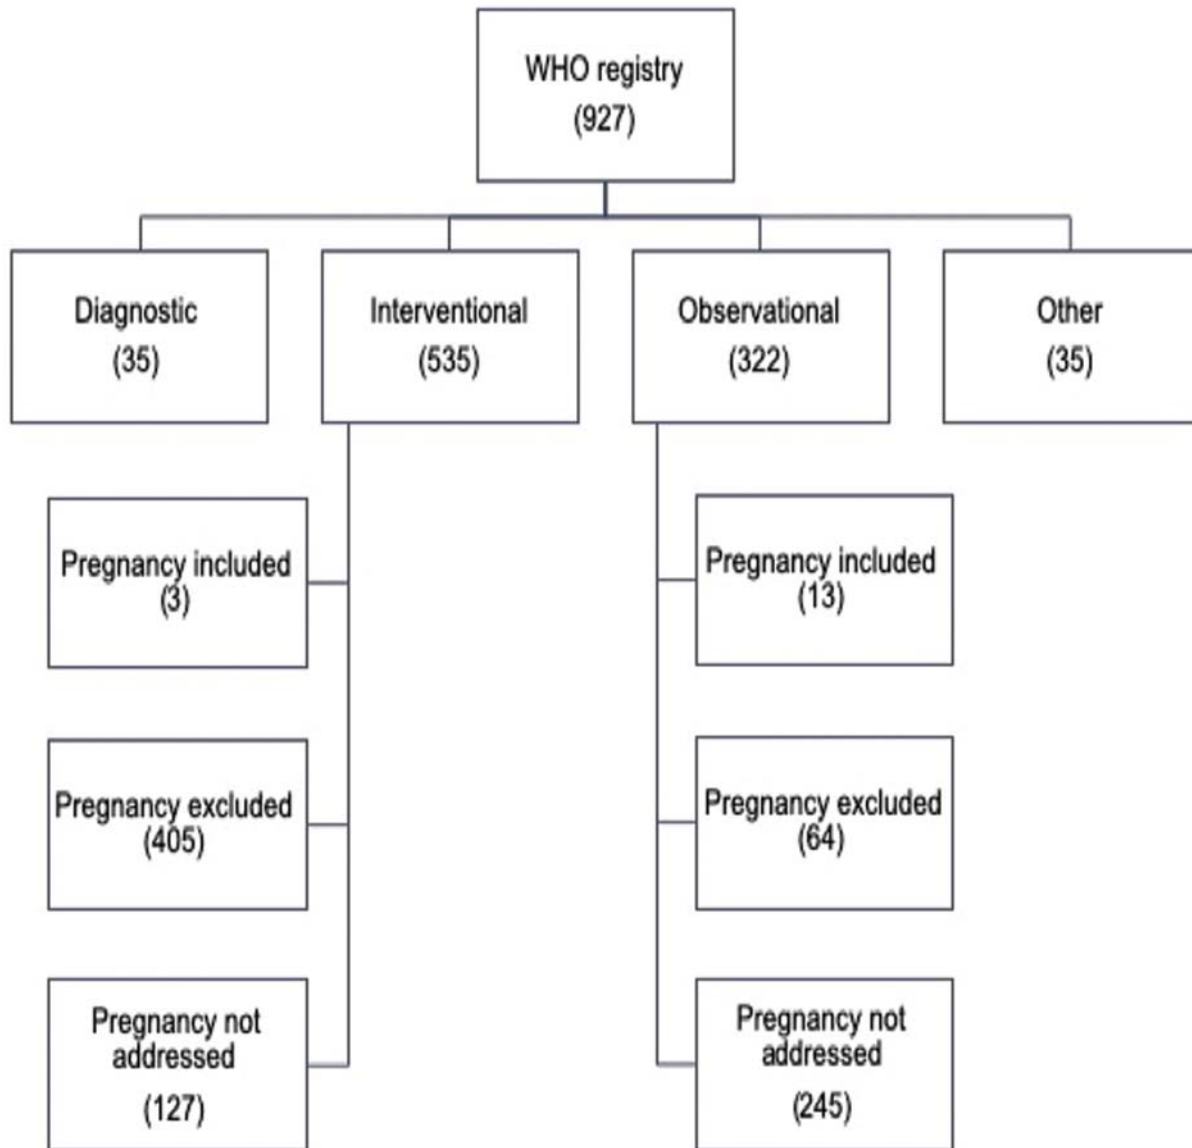 WHO registry
(927)
Diagnostic
(35)
Interventional
(535)
Observational
(322)
Other
(35)
Pregnancy included
(3)
Pregnancy excluded
(405)
Pregnancy not
addressed
(127)
Pregnancy included
(13)
Pregnancy excluded
(64)
Pregnancy not
addressed
(245)